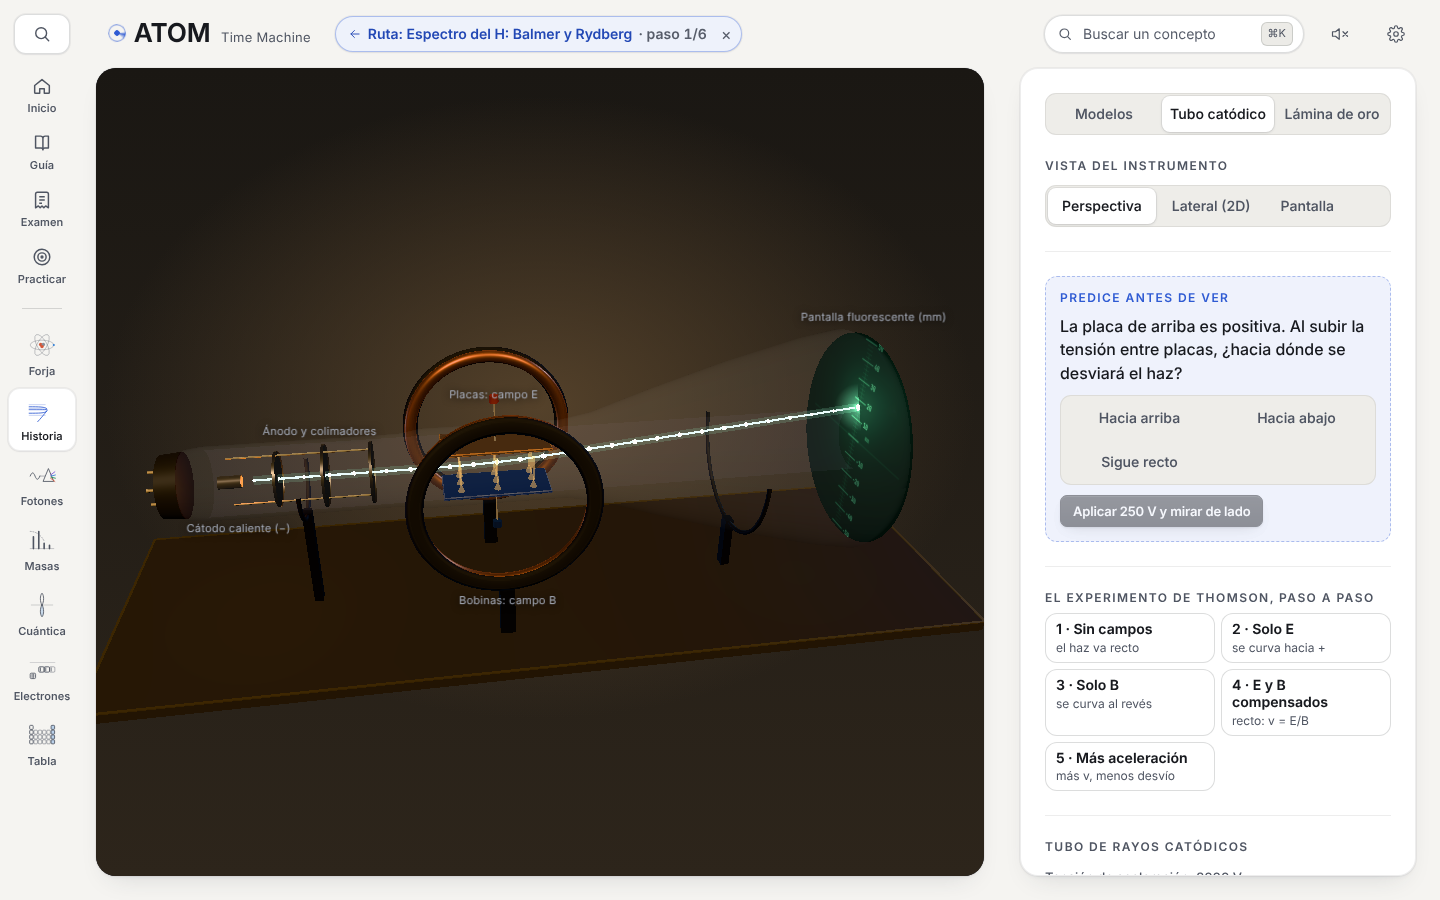 ATOM Time Machine
← Ruta: Espectro del H: Balmer y Rydberg · paso 1/6 ×
Buscar un concepto ⌘K
Inicio
Guía
Examen
Practicar
Forja
Historia
Fotones
Masas
Cuántica
Electrones
Tabla
Pantalla fluorescente (mm)
Placas: campo E
Ánodo y colimadores
Cátodo caliente (−)
Bobinas: campo B
Modelos Tubo catódico Lámina de oro
VISTA DEL INSTRUMENTO
Perspectiva Lateral (2D) Pantalla
PREDICE ANTES DE VER
La placa de arriba es positiva. Al subir la
tensión entre placas, ¿hacia dónde se
desviará el haz?
Hacia arriba Hacia abajo
Sigue recto
Aplicar 250 V y mirar de lado
EL EXPERIMENTO DE THOMSON, PASO A PASO
1 · Sin campos
el haz va recto
2 · Solo E
se curva hacia +
3 · Solo B
se curva al revés
4 · E y B
compensados
recto: v = E/B
5 · Más aceleración
más v, menos desvío
TUBO DE RAYOS CATÓDICOS